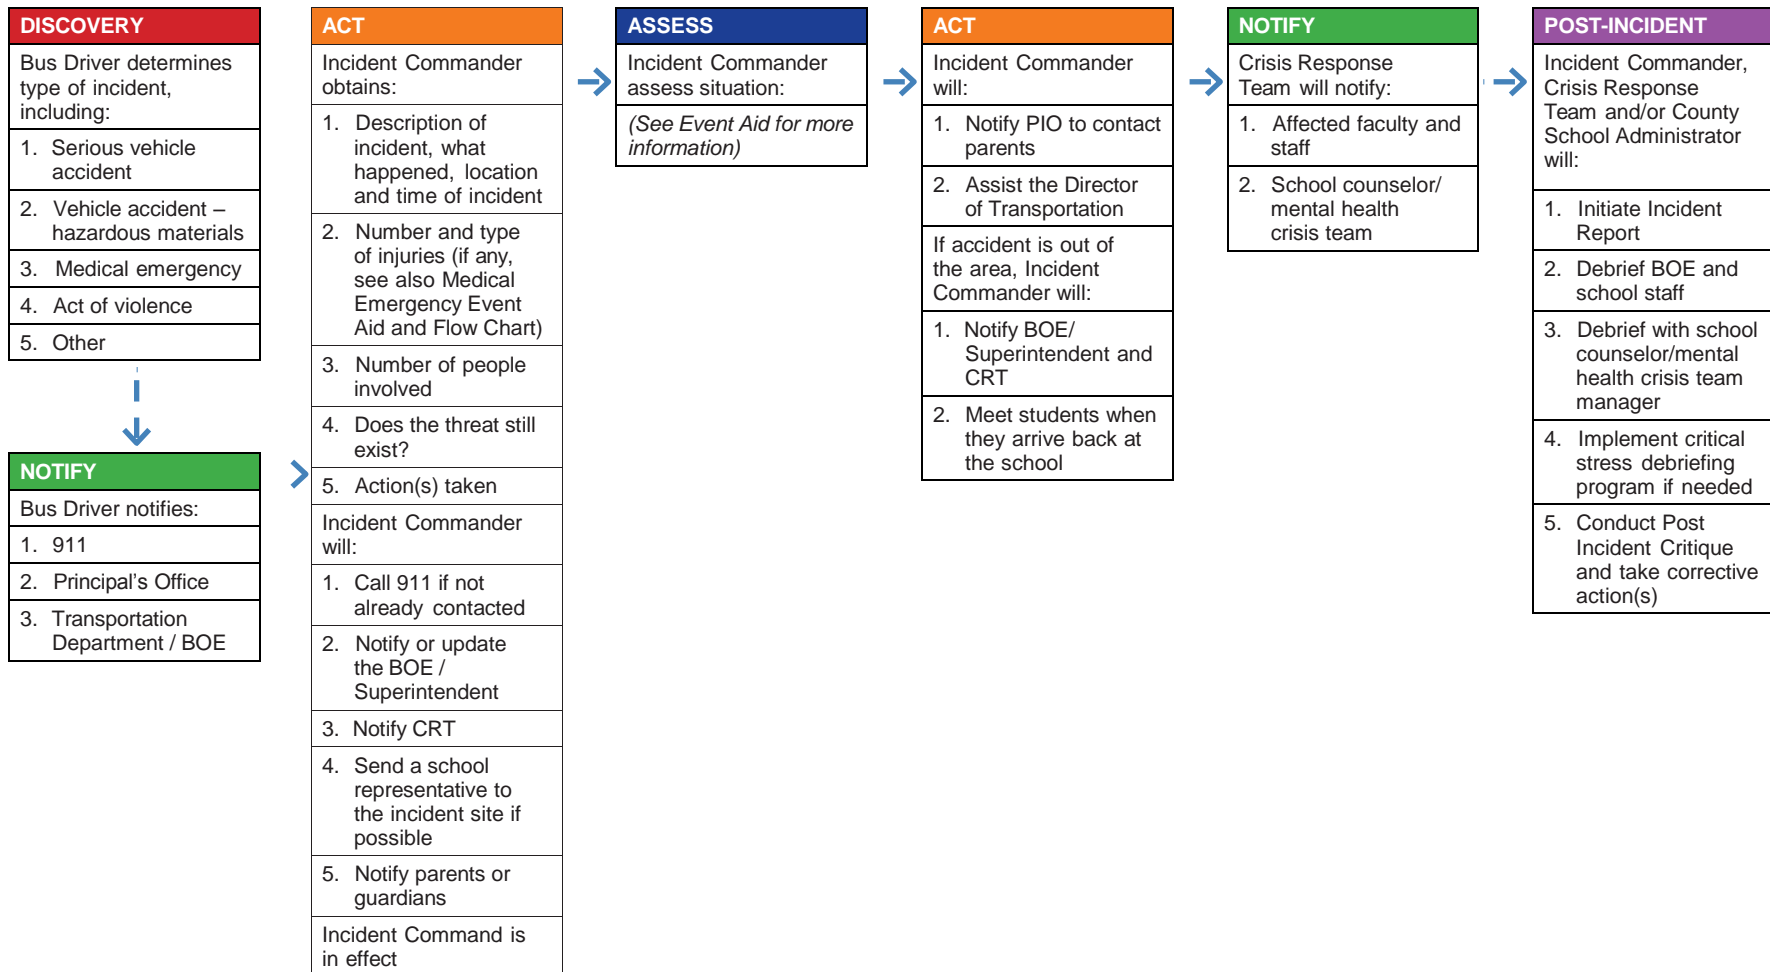 DISCOVERY
Bus Driver determines
type of incident,
including:
1. Serious vehicle
accident
2. Vehicle accident –
hazardous materials
3. Medical emergency
4. Act of violence
5. Other
NOTIFY
Bus Driver notifies:
1. 911
2. Principal’s Office
3. Transportation
Department / BOE
ACT
Incident Commander
obtains:
1. Description of
incident, what
happened, location
and time of incident
2. Number and type
of injuries (if any,
see also Medical
Emergency Event
Aid and Flow Chart)
3. Number of people
involved
4. Does the threat still
exist?
5. Action(s) taken
Incident Commander
will:
1. Call 911 if not
already contacted
2. Notify or update
the BOE /
Superintendent
3. Notify CRT
4. Send a school
representative to
the incident site if
possible
5. Notify parents or
guardians
Incident Command is
in effect
ASSESS
Incident Commander
assess situation:
(See Event Aid for more
information)
ACT
Incident Commander
will:
1. Notify PIO to contact
parents
2. Assist the Director
of Transportation
If accident is out of
the area, Incident
Commander will:
1. Notify BOE/
Superintendent and
CRT
2. Meet students when
they arrive back at
the school
NOTIFY
Crisis Response
Team will notify:
1. Affected faculty and
staff
2. School counselor/
mental health
crisis team
POST-INCIDENT
Incident Commander,
Crisis Response
Team and/or County
School Administrator
will:
1. Initiate Incident
Report
2. Debrief BOE and
school staff
3. Debrief with school
counselor/mental
health crisis team
manager
4. Implement critical
stress debriefing
program if needed
5. Conduct Post
Incident Critique
and take corrective
action(s)